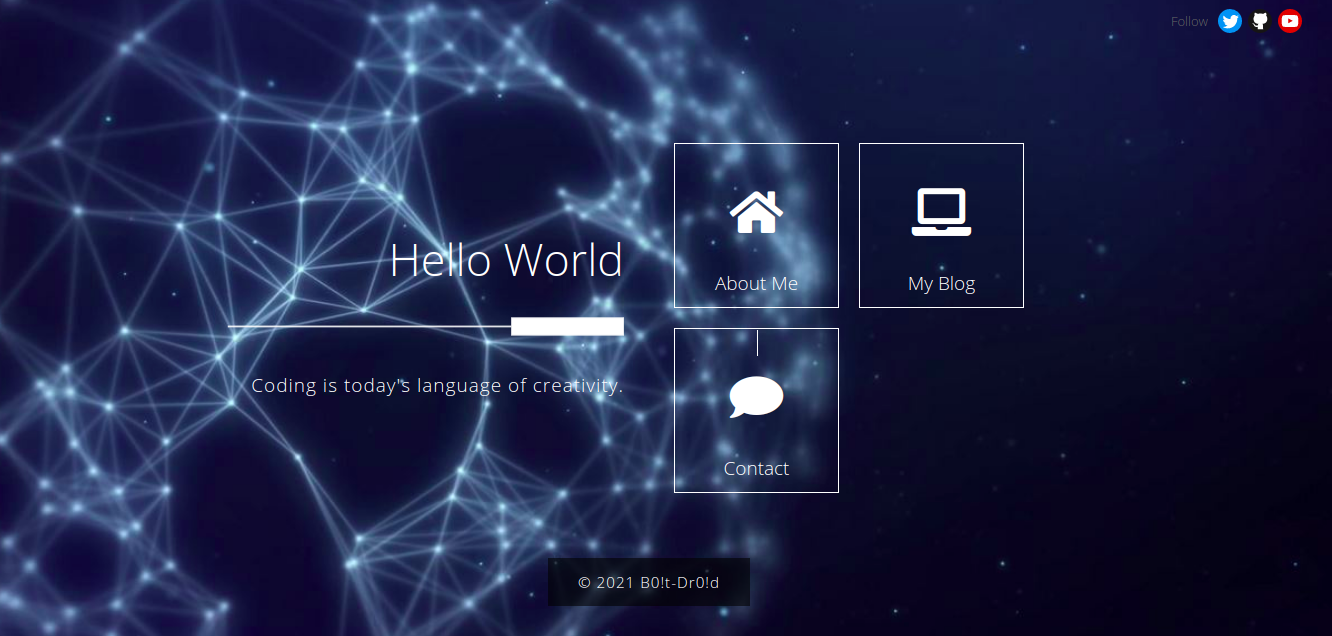 Follow
Hello World
Coding is today's language of creativity.
About Me
My Blog
Contact
© 2021 B0!t-Dr0!d